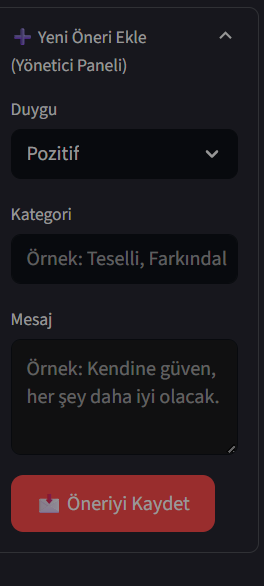 ➕ Yeni Öneri Ekle
(Yönetici Paneli)
Duygu
Pozitif
Kategori
Örnek: Teselli, Farkındal
Mesaj
Örnek: Kendine güven,
her şey daha iyi olacak.
📩 Öneriyi Kaydet